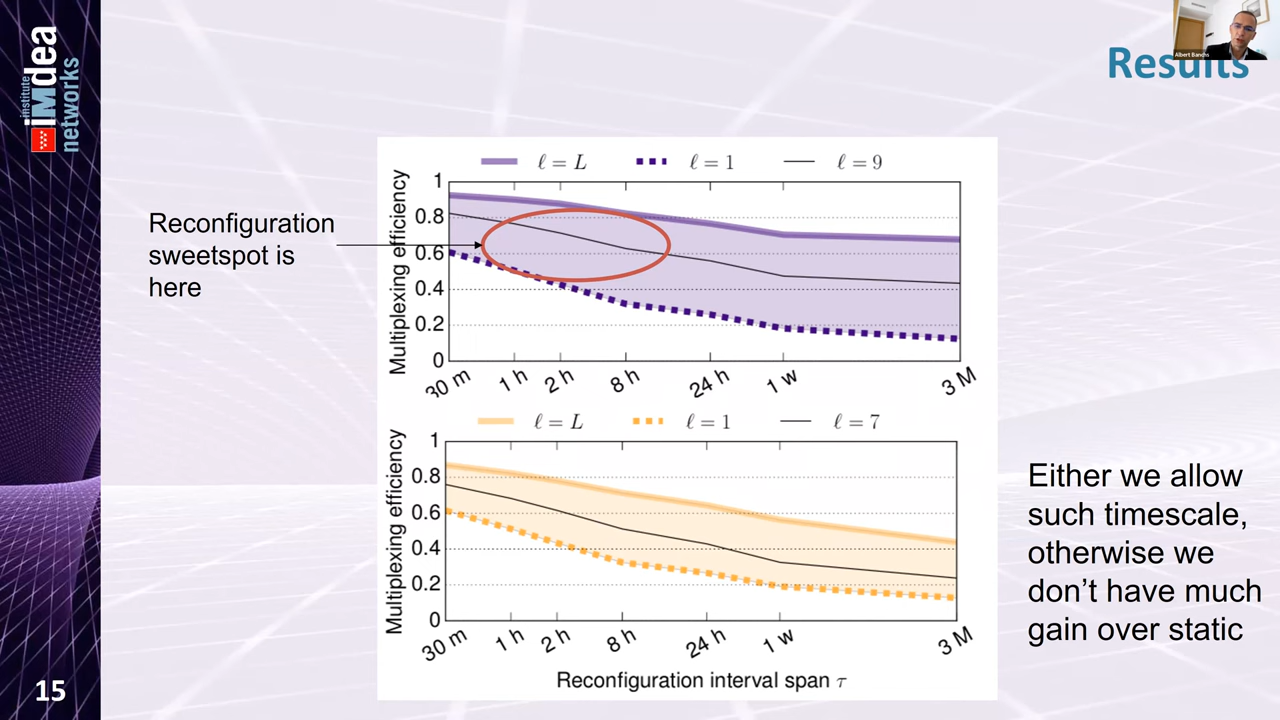 institute
iMdea
networks
Albert Banchs
Results
Reconfiguration
sweetspot is
here
ℓ = L ℓ = 1 ℓ = 9
Multiplexing efficiency
1
0.8
0.6
0.4
0.2
0
30 m 1 h 2 h 8 h 24 h 1 w 3 M
ℓ = L ℓ = 1 ℓ = 7
Multiplexing efficiency
1
0.8
0.6
0.4
0.2
0
30 m 1 h 2 h 8 h 24 h 1 w 3 M
Reconfiguration interval span τ
Either we allow
such timescale,
otherwise we
don’t have much
gain over static
15